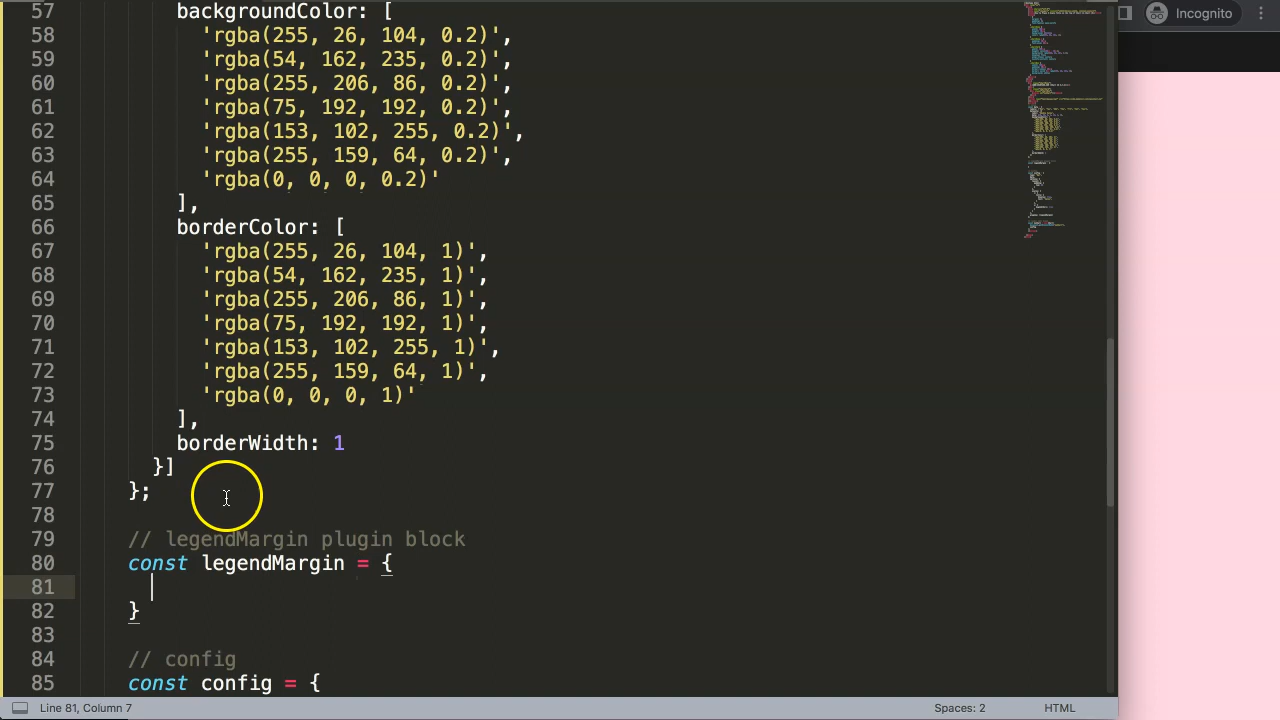 57 backgroundColor: [
Incognito
58 'rgba(255, 26, 104, 0.2)',
59 'rgba(54, 162, 235, 0.2)',
60 'rgba(255, 206, 86, 0.2)',
61 'rgba(75, 192, 192, 0.2)',
62 'rgba(153, 102, 255, 0.2)',
63 'rgba(255, 159, 64, 0.2)',
64 'rgba(0, 0, 0, 0.2)'
65 ],
66 borderColor: [
67 'rgba(255, 26, 104, 1)',
68 'rgba(54, 162, 235, 1)',
69 'rgba(255, 206, 86, 1)',
70 'rgba(75, 192, 192, 1)',
71 'rgba(153, 102, 255, 1)',
72 'rgba(255, 159, 64, 1)',
73 'rgba(0, 0, 0, 1)'
74 ],
75 borderWidth: 1
76 }]
77 };
78
79 // legendMargin plugin block
80 const legendMargin = {
81
82 }
83
84 // config
85 const config = {
Line 81, Column 7
Spaces: 2
HTML